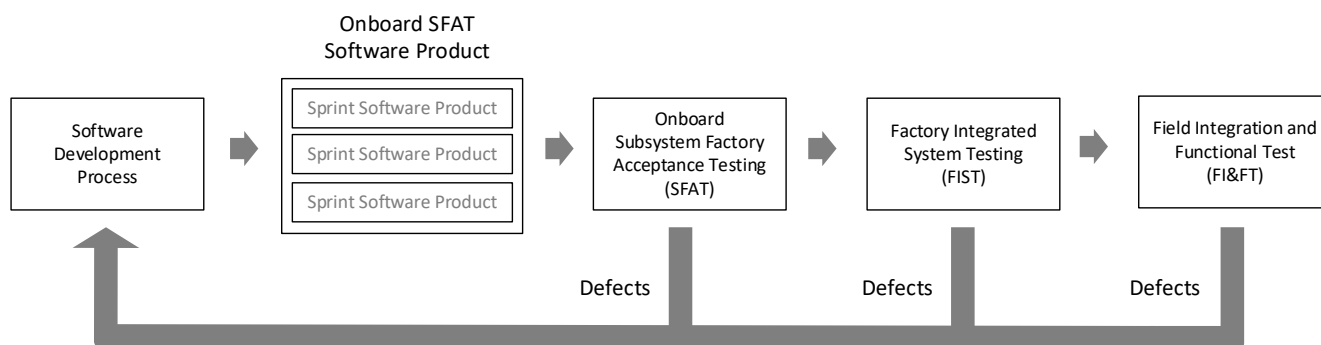 Onboard SFAT
Software Product
Software
Development
Process
Sprint Software Product
Sprint Software Product
Sprint Software Product
Onboard
Subsystem Factory
Acceptance Testing
(SFAT)
Factory Integrated
System Testing
(FIST)
Field Integration and
Functional Test
(FI&FT)
Defects
Defects
Defects